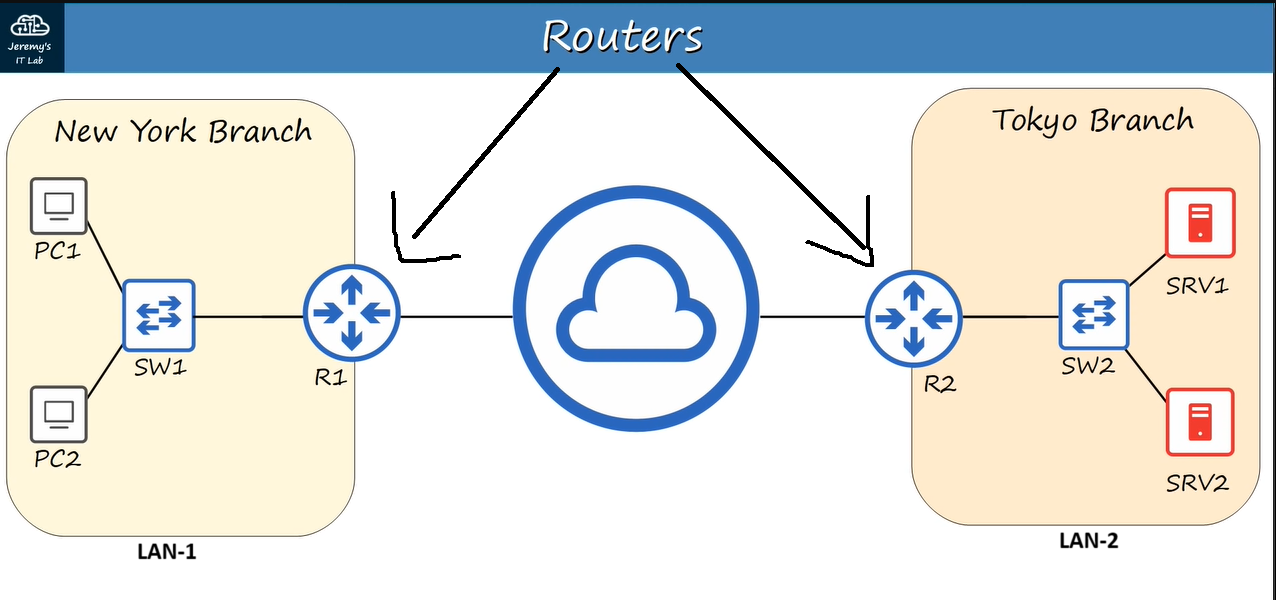 Jeremy's
IT Lab
Routers
New York Branch
PC1
SW1
R1
PC2
LAN-1
Tokyo Branch
SRV1
SW2
R2
SRV2
LAN-2